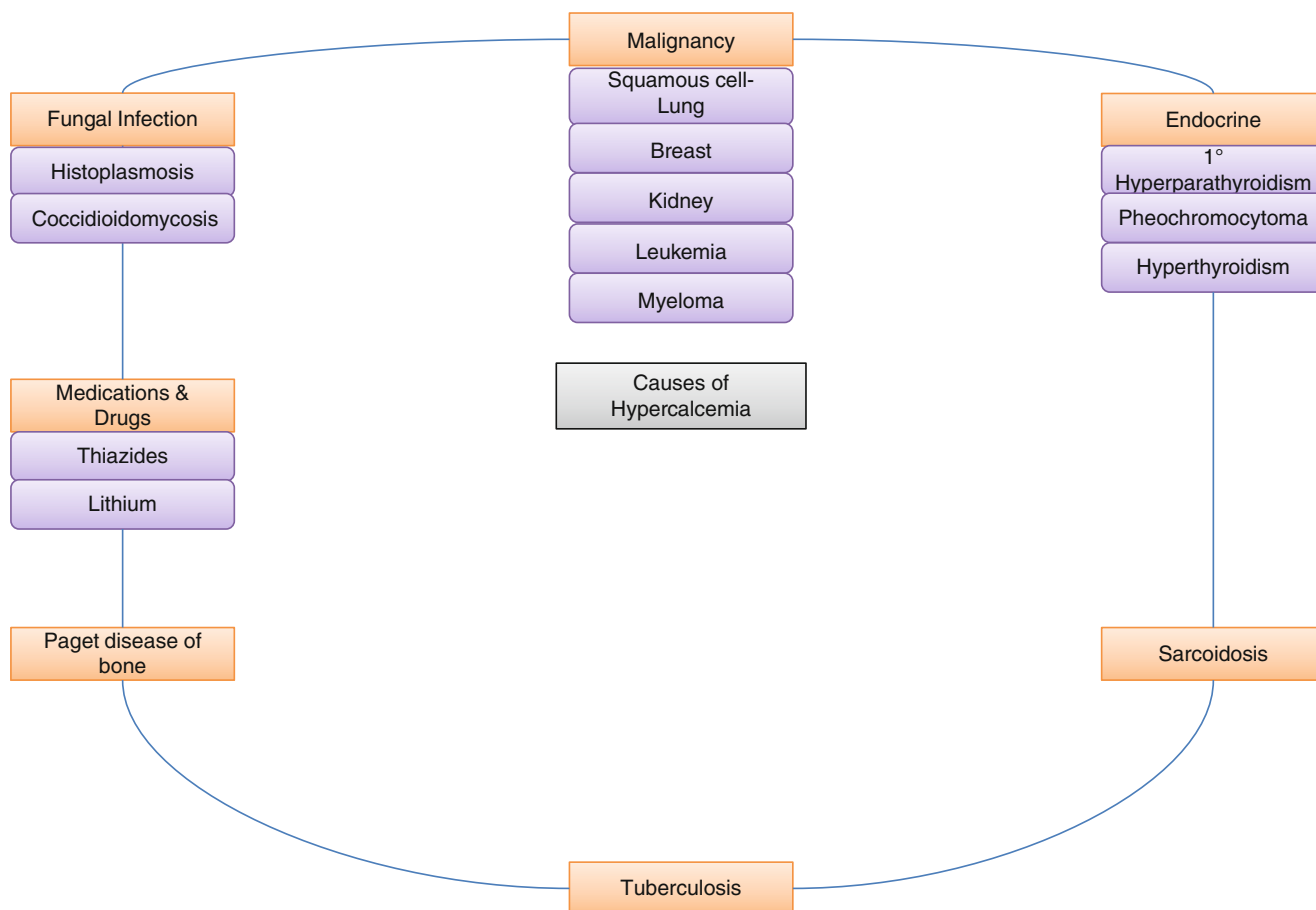 Malignancy
Squamous cell-
Lung
Breast
Kidney
Leukemia
Myeloma
Fungal Infection
Histoplasmosis
Coccidioidomycosis
Endocrine
1°
Hyperparathyroidism
Pheochromocytoma
Hyperthyroidism
Causes of
Hypercalcemia
Medications &
Drugs
Thiazides
Lithium
Paget disease of
bone
Sarcoidosis
Tuberculosis